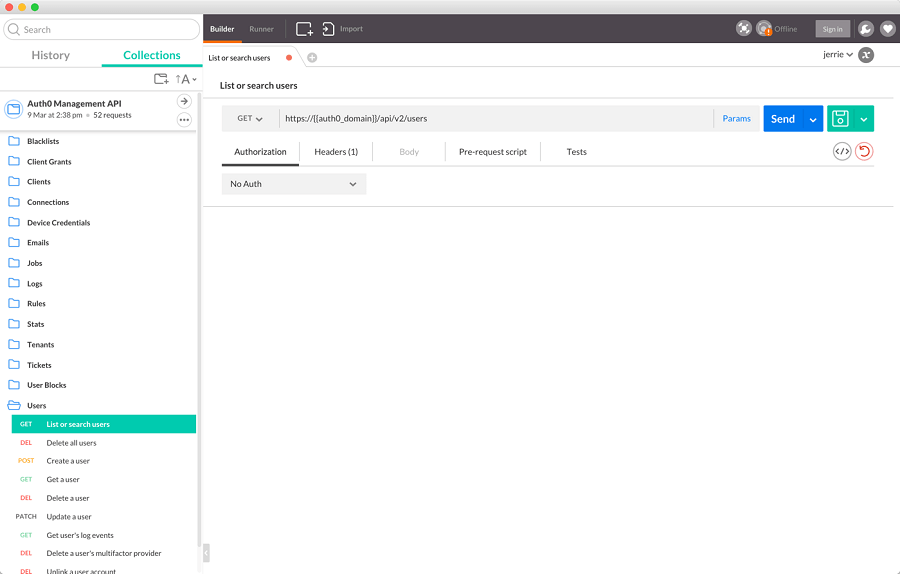 Search
History Collections
A
Auth0 Management API
9 Mar at 2:38 pm 52 requests
Blacklists
Client Grants
Clients
Connections
Device Credentials
Emails
Jobs
Logs
Rules
Stats
Tenants
Tickets
User Blocks
Users
GET List or search users
DEL Delete all users
POST Create a user
GET Get a user
DEL Delete a user
PATCH Update a user
GET Get user's log events
DEL Delete a user's multifactor provider
DEL Unlink a user account
Builder Runner Import Offline Sign in
List or search users jerrie
List or search users
GET https://{{auth0_domain}}/api/v2/users Params Send
Authorization Headers (1) Body Pre-request script Tests
No Auth